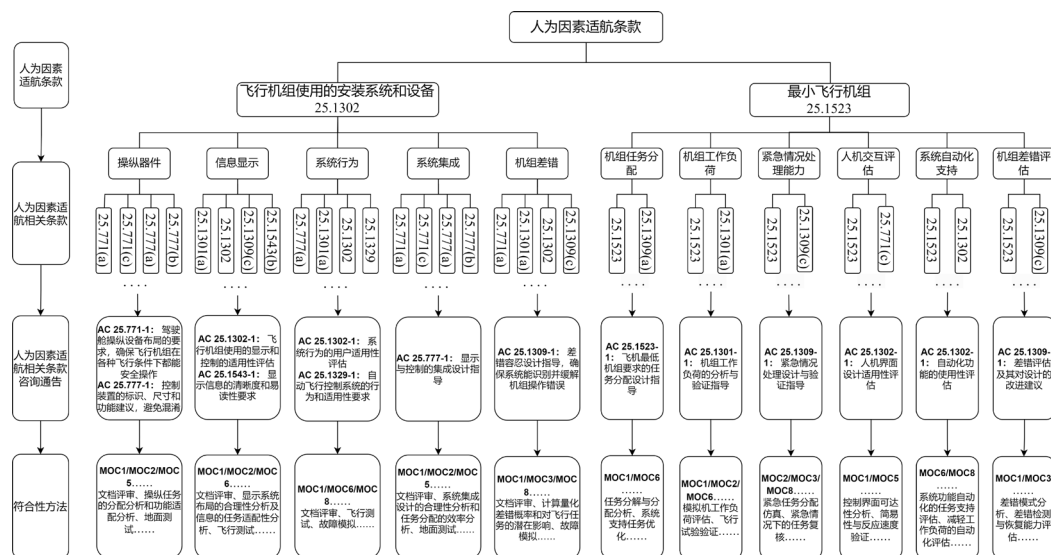 人为因素适航条款
人为因素
适航条款
飞行机组使用的安装系统和设备
25.1302
最小飞行机组
25.1523
人为因素适
航相关条款
操纵器件
信息显示
系统行为
系统集成
机组差错
机组任务分
配
机组工作负
荷
紧急情况处
理能力
人机交互评
估
系统自动化
支持
机组差错评
估
25.771(a)
25.771(c)
25.777(a)
25.777(b)
25.1301(a)
25.1302
25.1309(c)
25.1543(b)
25.777(a)
25.1301(a)
25.1302
25.1329
25.771(a)
25.771(c)
25.777(a)
25.777(b)
25.771(a)
25.1301(a)
25.1302
25.1309(c)
25.1523
25.1309(a)
25.1523
25.1301(a)
25.1523
25.1309(c)
25.1523
25.771(c)
25.1523
25.1302
25.1523
25.1309(c)
....
....
....
....
....
....
....
....
....
....
....
人为因素适
航相关条款
咨询通告
AC 25.771-1：驾驶
舱操纵设备布局的要
求，确保飞行机组在
各种飞行条件下都能
安全操作
AC 25.777-1：控制
装置的标识、尺寸和
功能建议，避免混淆
AC 25.1302-1：飞
行机组使用的显示和
控制的适用性评估
AC 25.1543-1：显
示信息的清晰度和易
读性要求
AC 25.1302-1：系
统行为的用户适用性
评估
AC 25.1329-1：自
动飞行控制系统的行
为和适用性要求
AC 25.777-1：显示
与控制的集成设计指
导
AC 25.1309-1：差
错容忍设计指导，确
保系统能识别并缓解
机组操作错误
AC 25.1523-
1：飞机最低
机组要求的任
务分配设计指
导
AC 25.1301-
1：机组工作
负荷的分析与
验证指导
AC 25.1309-
1：紧急情况
处理设计与验
证指导
AC 25.1302-
1：人机界面
设计适用性评
估
AC 25.1302-
1：自动化功
能的使用性评
估
AC 25.1309-
1：差错评估
及其对设计的
改进建议
符合性方法
MOC1/MOC2/MOC
5……
文档评审、操纵任务
的分配分析和功能适
配分析、地面测
试……
MOC1/MOC2/MOC
6……
文档评审、显示系统
布局的合理性分析及
信息的任务适配性分
析、飞行测试……
MOC1/MOC6/MOC
8……
文档评审、飞行测
试、故障模拟……
MOC1/MOC2/MOC
5……
文档评审、系统集成
设计的合理性分析和
任务分配的效率分
析、地面测试……
MOC1/MOC3/MOC
8……
文档评审、计算量化
差错概率和对飞行任
务的潜在影响、故障
模拟……
MOC1/MOC6
……
任务分解与
分配分析、系
统支持任务优
化……
MOC1/MOC2/
MOC6……
模拟机工作负
荷评估、飞行试
验验证……
MOC2/MOC3/
MOC8……
紧急任务分配
仿真、紧急情
况下的任务复
核……
MOC1/MOC5
……
控制界面可达
性分析、简易
性与反应速度
验证……
MOC6/MOC8
……
系统功能自动
化的任务支持
评估、减轻工
作负荷的自动
化评估……
MOC1/MOC3
……
差错模式分
析、差错检测
与恢复能力评
估……